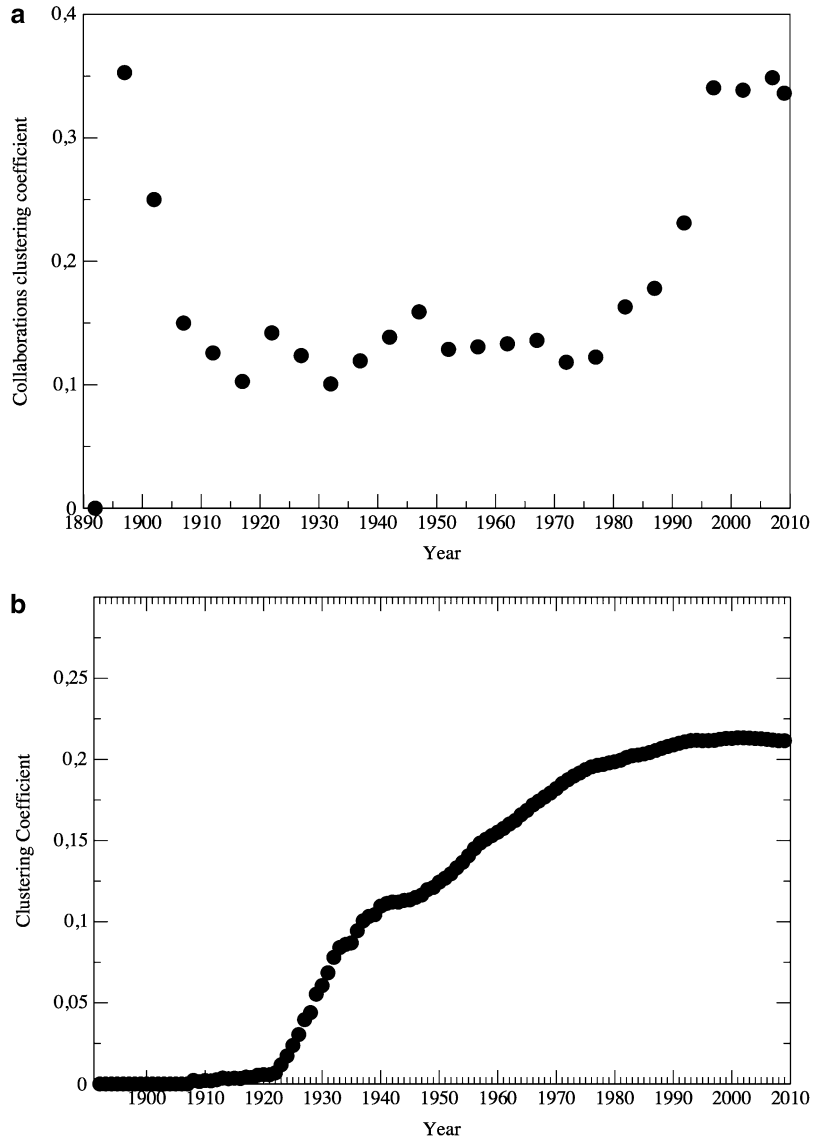 a
0,4
0,3
0,2
0,1
0
Collaborations clustering coefficient
1890 1900 1910 1920 1930 1940 1950 1960 1970 1980 1990 2000 2010
Year
b
0,25
0,2
0,15
0,1
0,05
0
Clustering Coefficient
1900 1910 1920 1930 1940 1950 1960 1970 1980 1990 2000 2010
Year